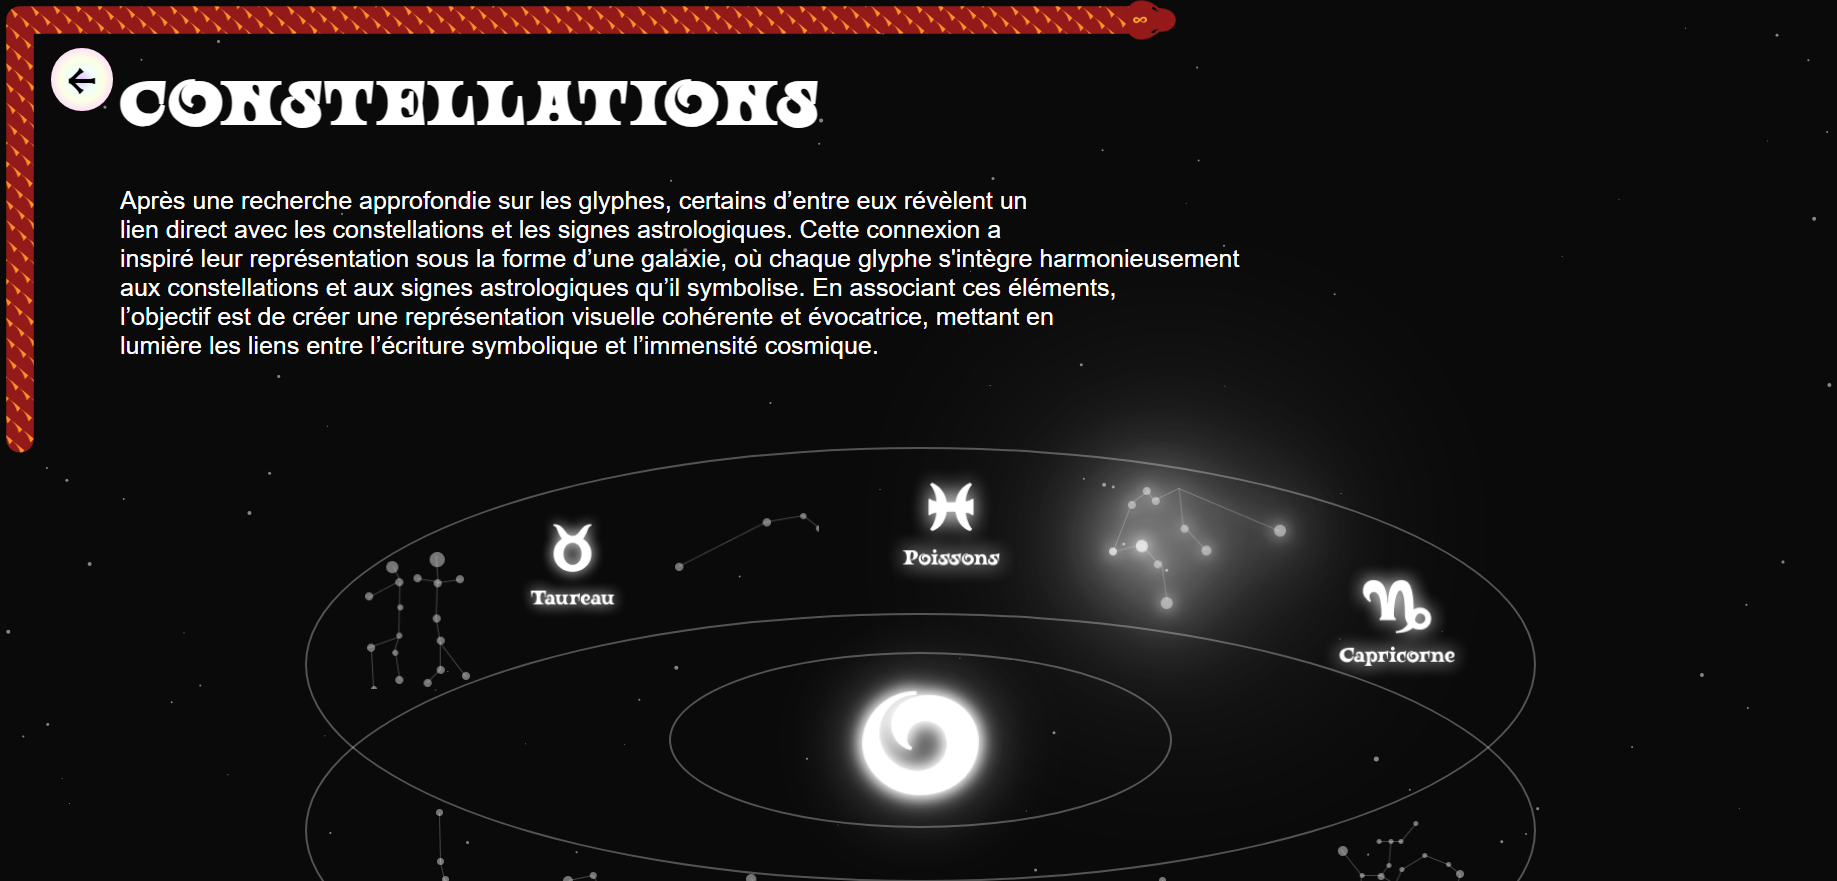 CONSTELLATIONS
Après une recherche approfondie sur les glyphes, certains d’entre eux révèlent un
lien direct avec les constellations et les signes astrologiques. Cette connexion a
inspiré leur représentation sous la forme d’une galaxie, où chaque glyphe s'intègre harmonieusement
aux constellations et aux signes astrologiques qu’il symbolise. En associant ces éléments,
l’objectif est de créer une représentation visuelle cohérente et évocatrice, mettant en
lumière les liens entre l’écriture symbolique et l’immensité cosmique.
Poissons
Taureau
Capricorne